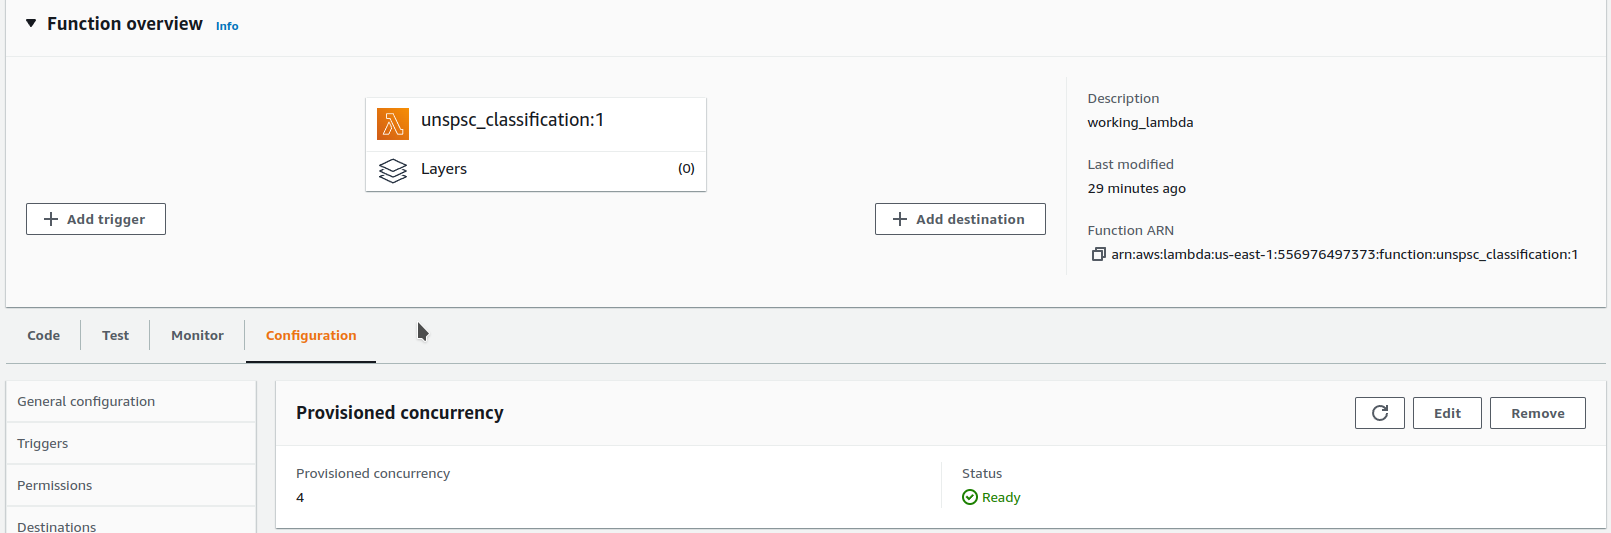 Function overview Info
unspsc_classification:1
Layers (0)
Add trigger
Add destination
Description
working_lambda
Last modified
29 minutes ago
Function ARN
arn:aws:lambda:us-east-1:556976497373:function:unspsc_classification:1
Code Test Monitor Configuration
General configuration
Triggers
Permissions
Destinations
Provisioned concurrency Edit Remove
Provisioned concurrency Status
4 Ready